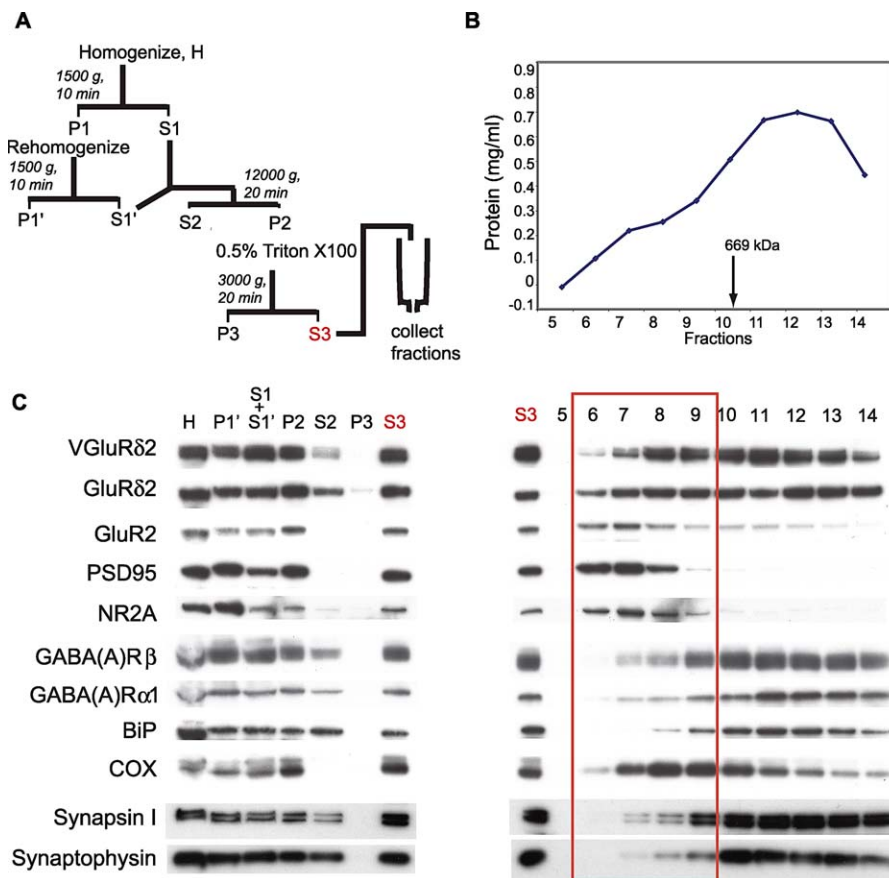 A
Homogenize, H
1500 g,
10 min
P1 S1
Rehomogenize
1500 g,
10 min
12000 g,
20 min
P1' S1' S2 P2
0.5% Triton X100
3000 g,
20 min
P3 S3
collect
fractions
B
Protein (mg/ml)
0.9
0.8
0.7
0.6
0.5
0.4
0.3
0.2
0.1
0
-0.1
669 kDa
5 6 7 8 9 10 11 12 13 14
Fractions
C
S1
+
H P1' S1' P2 S2 P3 S3
S3 5 6 7 8 9 10 11 12 13 14
VGluRδ2
GluRδ2
GluR2
PSD95
NR2A
GABA(A)Rβ
GABA(A)Rα1
BiP
COX
Synapsin I
Synaptophysin